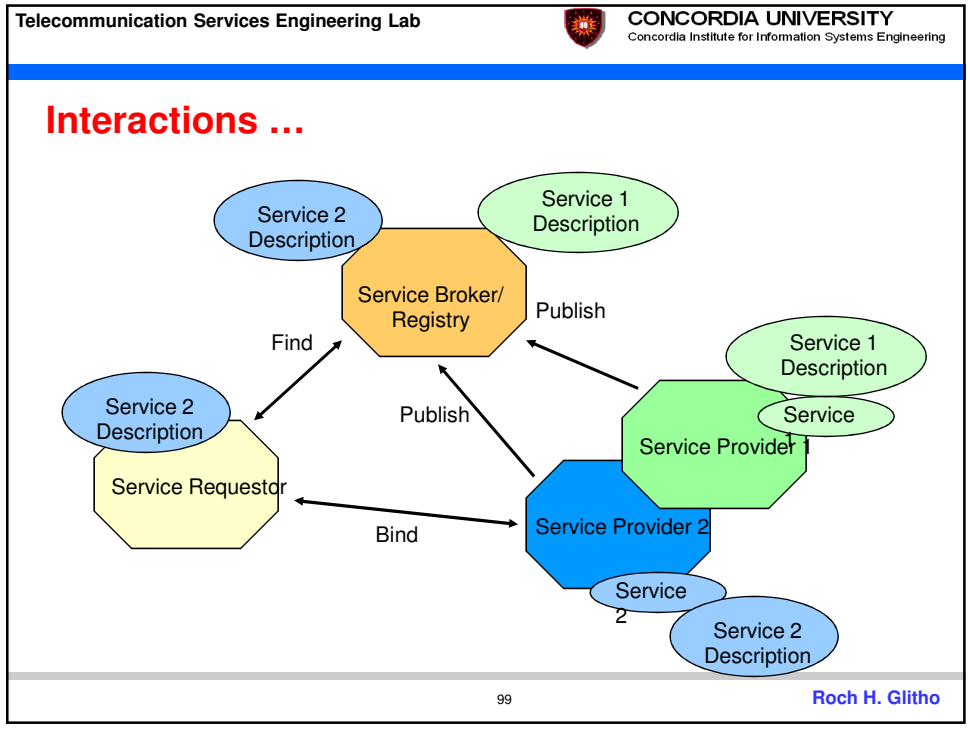 Telecommunication Services Engineering Lab
CONCORDIA UNIVERSITY
Concordia Institute for Information Systems Engineering
Interactions …
Service 2
Description
Service 1
Description
Service Broker/
Registry
Publish
Find
Service 1
Description
Service 2
Description
Publish
Service
1
Service Provider 1
Service Requestor
Service Provider 2
Bind
Service
2
Service 2
Description
99
Roch H. Glitho